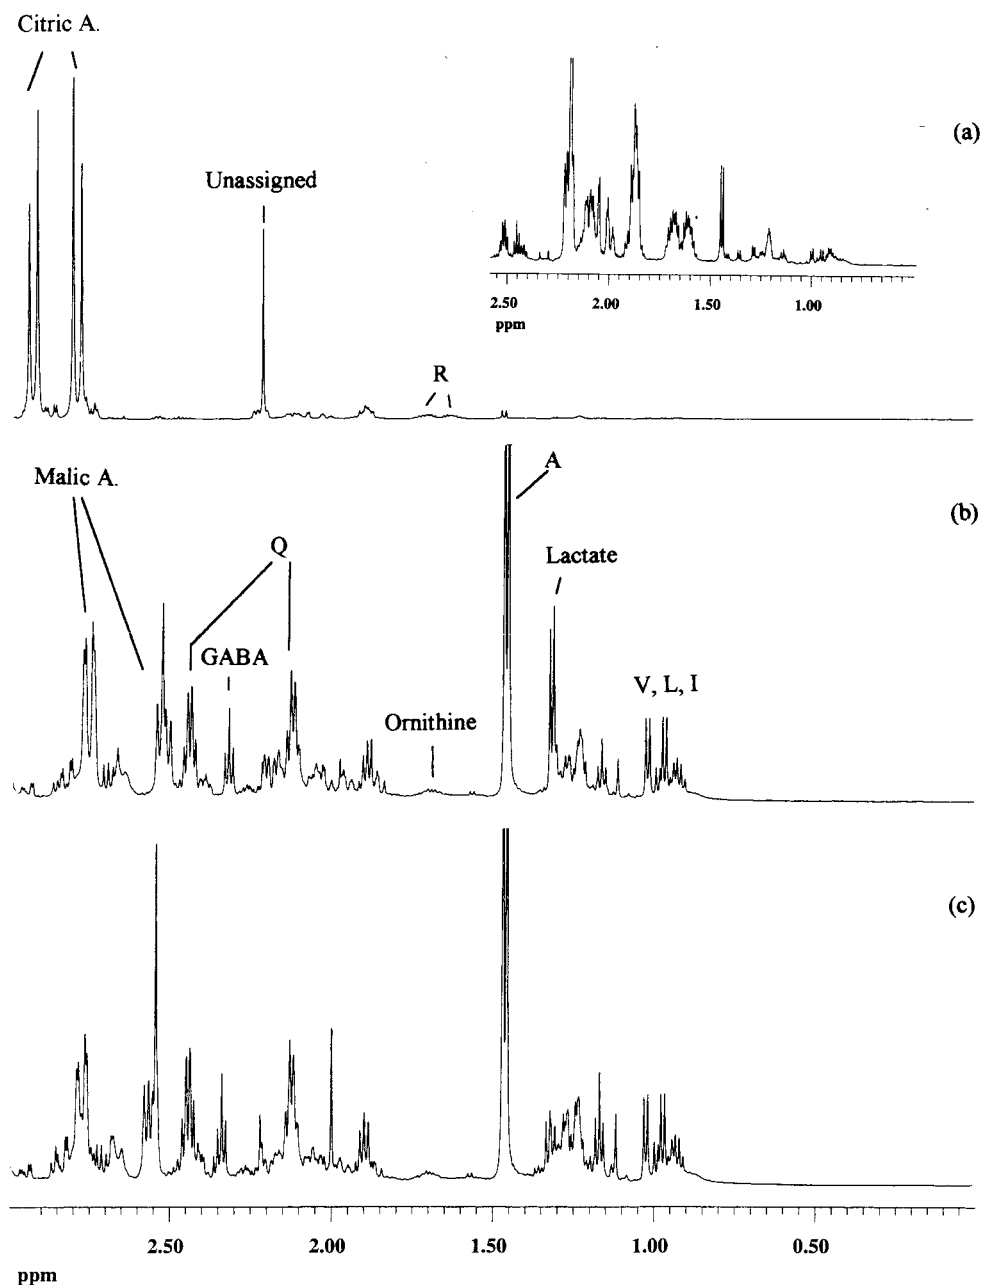 Citric A.
(a)
Unassigned
R
2.50 2.00 1.50 1.00
ppm
Malic A.
A
(b)
Q
Lactate
GABA
V, L, I
Ornithine
(c)
2.50 2.00 1.50 1.00 0.50
ppm